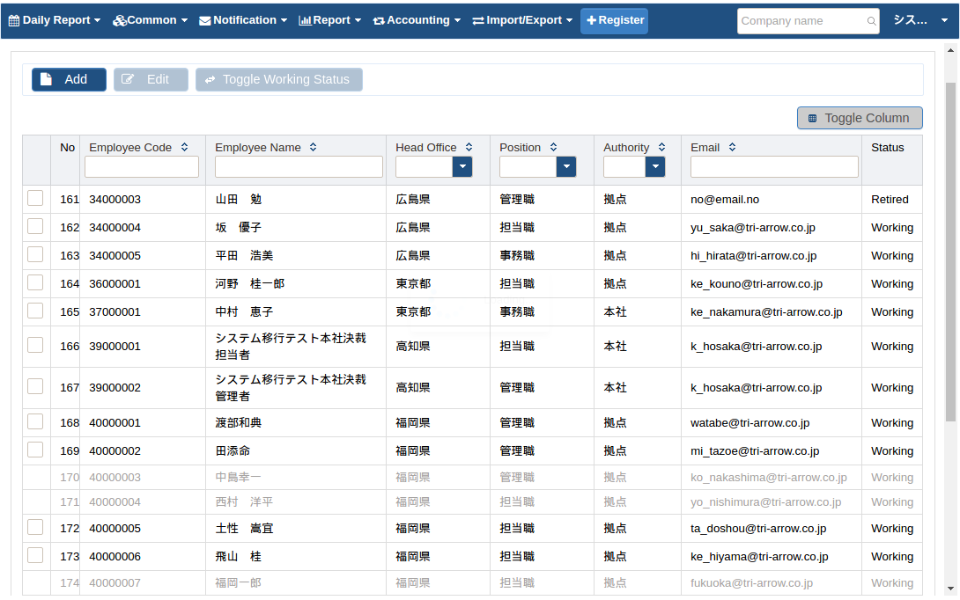 Daily Report Common Notification Report Accounting Import/Export Register Company name シス...
Add Edit Toggle Working Status
Toggle Column
No Employee Code Employee Name Head Office Position Authority Email Status
161 34000003 山田　勉 広島県 管理職 拠点 no@email.no Retired
162 34000004 坂　優子 広島県 担当職 拠点 yu_saka@tri-arrow.co.jp Working
163 34000005 平田　浩美 広島県 事務職 拠点 hi_hirata@tri-arrow.co.jp Working
164 36000001 河野　桂一郎 東京都 担当職 拠点 ke_kouno@tri-arrow.co.jp Working
165 37000001 中村　恵子 東京都 事務職 本社 ke_nakamura@tri-arrow.co.jp Working
166 39000001 システム移行テスト本社決裁 高知県 担当職 本社 k_hosaka@tri-arrow.co.jp Working
担当者
167 39000002 システム移行テスト本社決裁 高知県 管理職 本社 k_hosaka@tri-arrow.co.jp Working
管理者
168 40000001 渡部和典 福岡県 管理職 拠点 watabe@tri-arrow.co.jp Working
169 40000002 田添命 福岡県 管理職 拠点 mi_tazoe@tri-arrow.co.jp Working
170 40000003 中島幸一 福岡県 管理職 拠点 ko_nakashima@tri-arrow.co.jp Working
171 40000004 西村　洋平 福岡県 担当職 拠点 yo_nishimura@tri-arrow.co.jp Working
172 40000005 土性　嵩宜 福岡県 担当職 拠点 ta_doshou@tri-arrow.co.jp Working
173 40000006 飛山　桂 福岡県 担当職 拠点 ke_hiyama@tri-arrow.co.jp Working
174 40000007 福岡一郎 福岡県 担当職 拠点 fukuoka@tri-arrow.co.jp Working